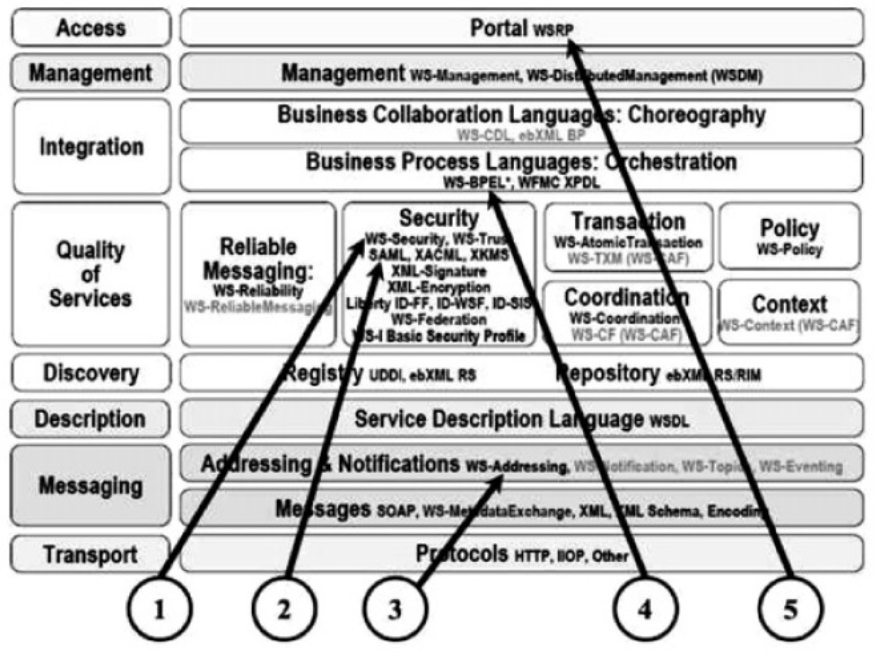 Access
Portal WSRP
Management
Management WS-Management, WS-DistributedManagement (WSDM)
Integration
Business Collaboration Languages: Choreography
WS-CDL, ebXML BP
Business Process Languages: Orchestration
WS-BPEL*, WFMC XPDL
Quality
of
Services
Reliable
Messaging:
WS-Reliability
WS-ReliableMessaging
Security
WS-Security, WS-Trust
SAML, XACML, XKMS
XML-Signature
XML-Encryption
Liberty ID-FF, ID-WSF, ID-SIS
WS-Federation
WS-I Basic Security Profile
Transaction
WS-AtomicTransaction
WS-TXM (WS-CAF)
Coordination
WS-Coordination
WS-CF (WS-CAF)
Policy
WS-Policy
Context
WS-Context (WS-CAF)
Discovery
Registry UDDI, ebXML RS Repository ebXML RS/RIM
Description
Service Description Language WSDL
Messaging
Addressing & Notifications WS-Addressing, WS-Notification, WS-Topics, WS-Eventing
Messages SOAP, WS-MetadataExchange, XML, XML Schema, Encoding
Transport
Protocols HTTP, IIOP, Other
1 2 3 4 5